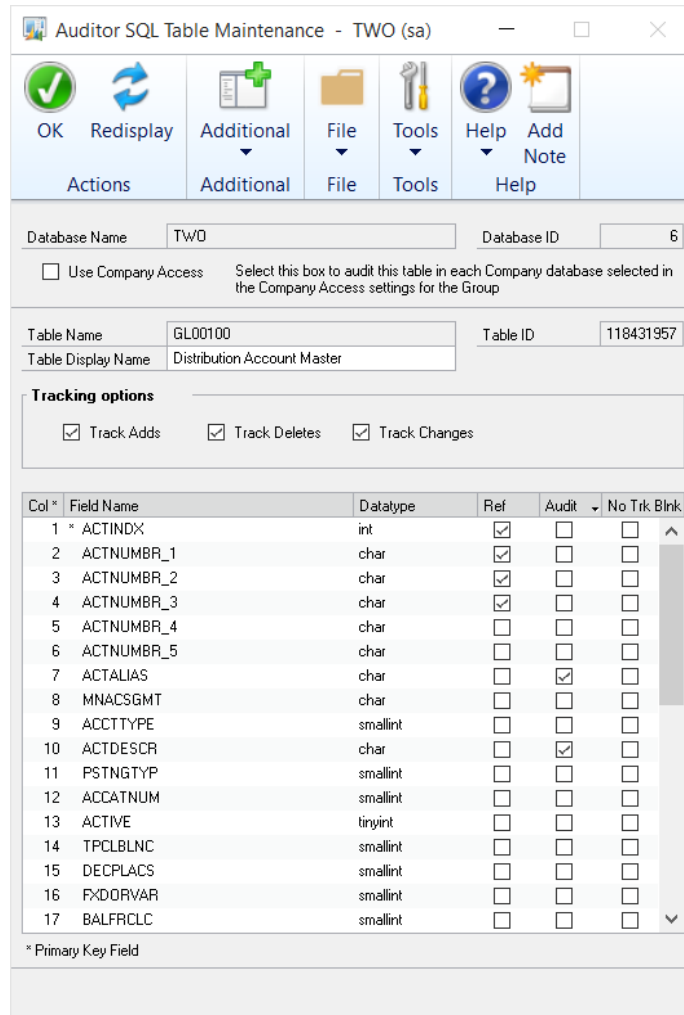 Auditor SQL Table Maintenance - TWO (sa)
OK Redisplay Additional File Tools Help Add Note
Actions Additional File Tools Help
Database Name TWO Database ID 6
Use Company Access Select this box to audit this table in each Company database selected in
the Company Access settings for the Group
Table Name GL00100 Table ID 118431957
Table Display Name Distribution Account Master
Tracking options
Track Adds Track Deletes Track Changes
Col * Field Name Datatype Ref Audit No Trk Blnk
1 * ACTINDX int
2 ACTNUMBR_1 char
3 ACTNUMBR_2 char
4 ACTNUMBR_3 char
5 ACTNUMBR_4 char
6 ACTNUMBR_5 char
7 ACTALIAS char
8 MNACSGMT char
9 ACCTTYPE smallint
10 ACTDESCR char
11 PSTNGTYP smallint
12 ACCATNUM smallint
13 ACTIVE tinyint
14 TPCLBLNC smallint
15 DECPLACS smallint
16 FXDORVAR smallint
17 BALFRCLC smallint
* Primary Key Field